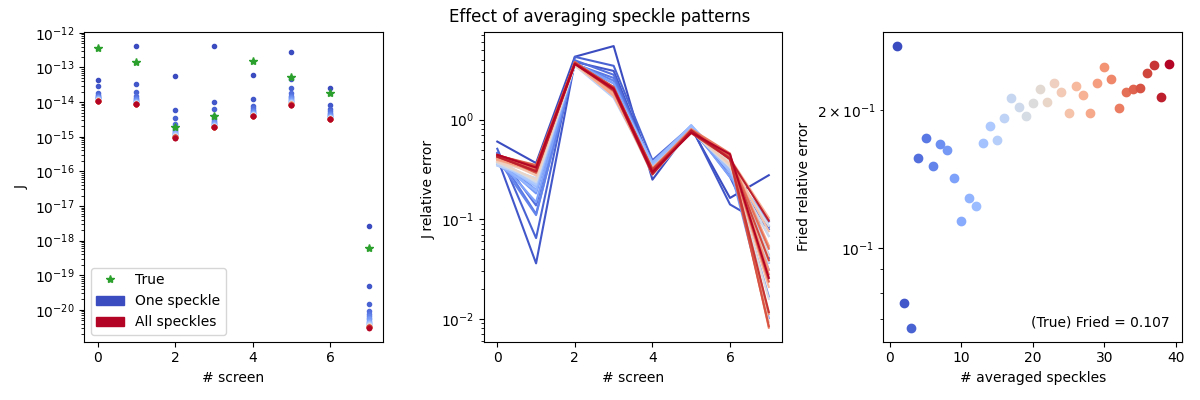 Effect of averaging speckle patterns
J
10⁻¹²
10⁻¹³
10⁻¹⁴
10⁻¹⁵
10⁻¹⁶
10⁻¹⁷
10⁻¹⁸
10⁻¹⁹
10⁻²⁰
True
One speckle
All speckles
0 2 4 6
# screen
J relative error
10⁰
10⁻¹
10⁻²
0 2 4 6
# screen
Fried relative error
2 × 10⁻¹
10⁻¹
(True) Fried = 0.107
0 10 20 30 40
# averaged speckles